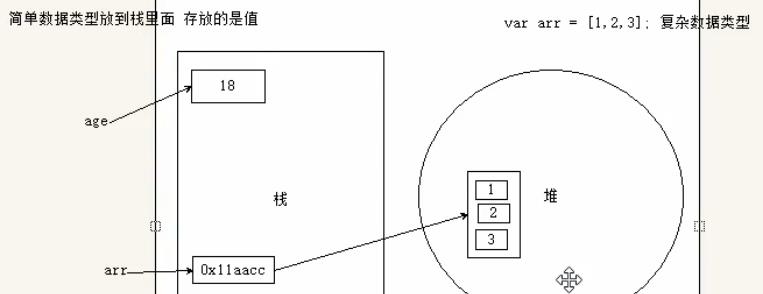 简单数据类型放到栈里面 存放的是值
var arr = [1,2,3]; 复杂数据类型
18
age
1
栈
堆
2
3
arr
0x11aacc